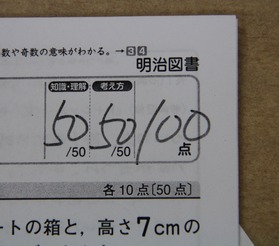 数や奇数の意味がわかる。→34
明治図書
知識・理解 考え方
50 50/100
/50 /50 点
各10点〔50点〕
ートの箱と，高さ7cmの